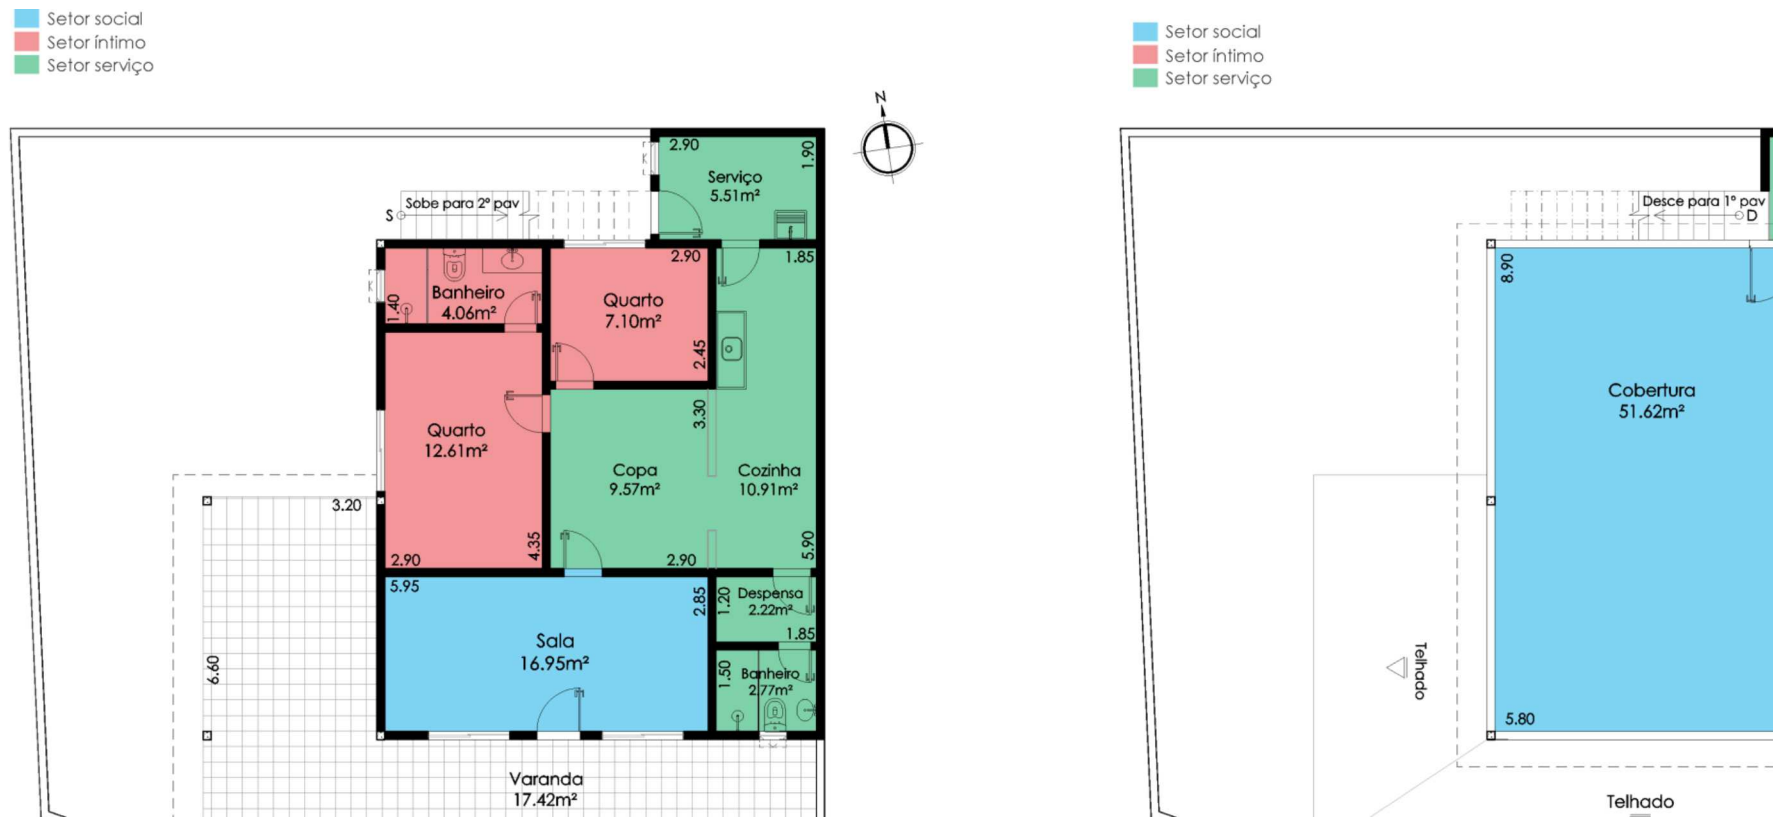 Setor social
Setor íntimo
Setor serviço
N
2.90
1.90
Serviço
5.51m²
Sobe para 2º pav
S
2.90
1.85
Banheiro
4.06m²
1.40
Quarto
7.10m²
2.45
3.30
Quarto
12.61m²
Copa
9.57m²
Cozinha
10.91m²
3.20
2.90
4.35
2.90
5.90
5.95
2.85
1.20
Despensa
2.22m²
1.85
Sala
16.95m²
1.50
Banheiro
2.77m²
6.60
Varanda
17.42m²
Setor social
Setor íntimo
Setor serviço
Desce para 1º pav
D
8.90
Cobertura
51.62m²
Telhado
5.80
Telhado